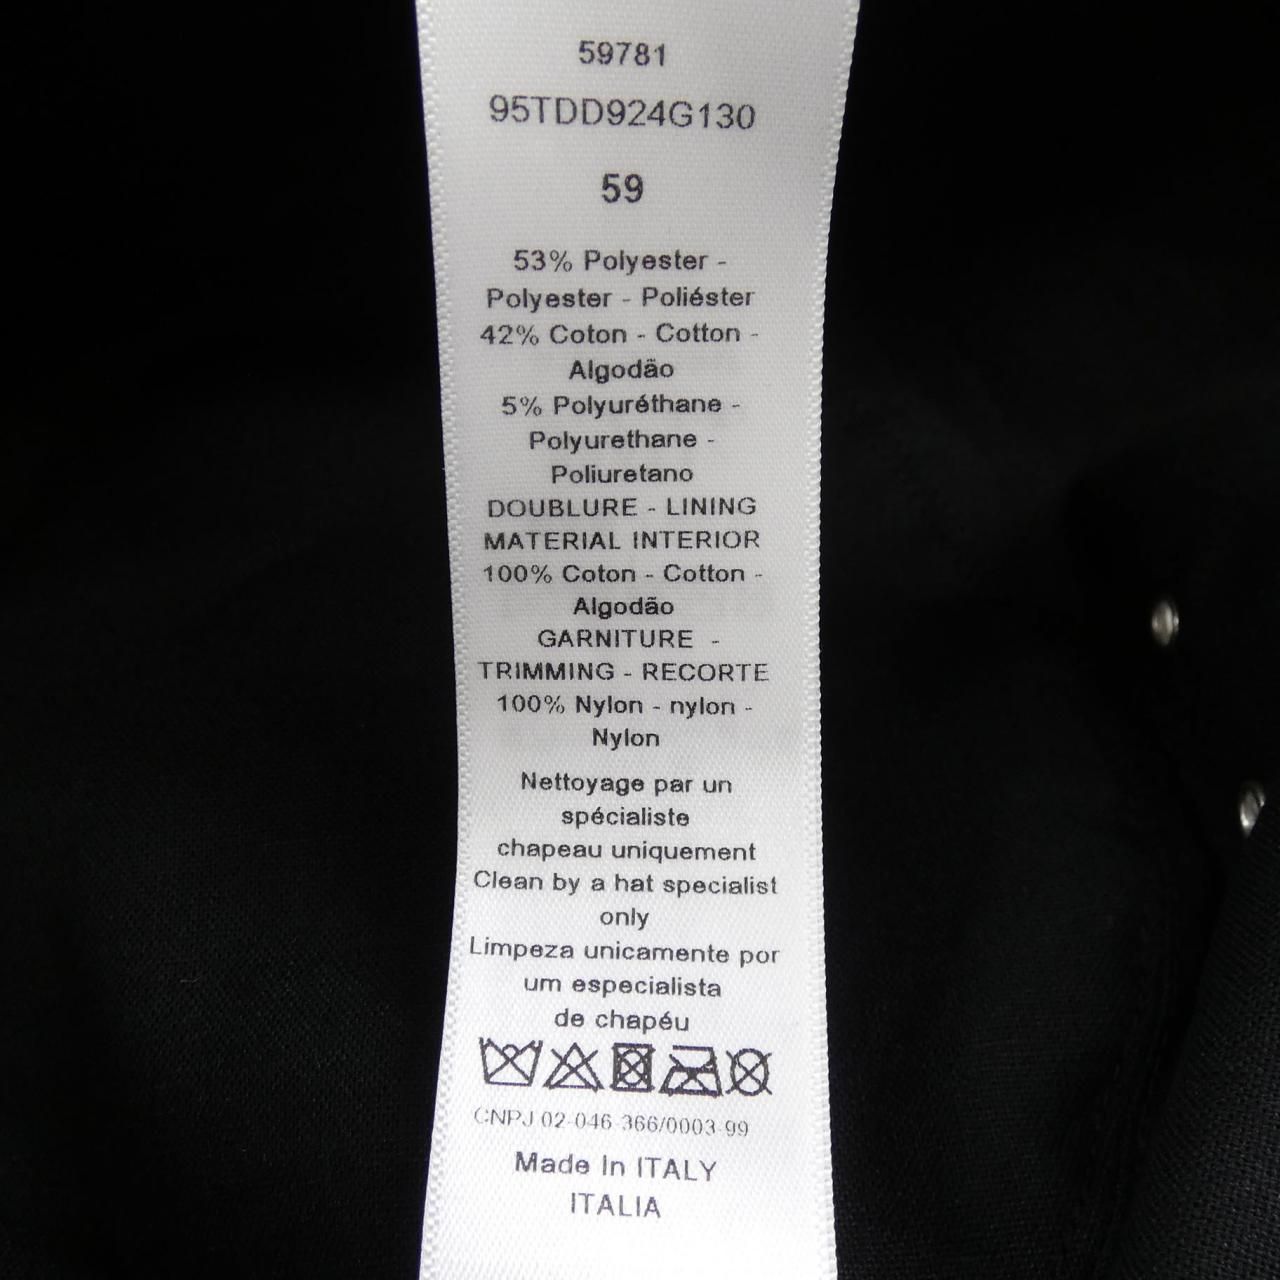 59781
95TDD924G130
59
53% Polyester -
Polyester - Poliéster
42% Coton - Cotton -
Algodão
5% Polyuréthane -
Polyurethane -
Poliuretano
DOUBLURE - LINING
MATERIAL INTERIOR
100% Coton - Cotton -
Algodão
GARNITURE -
TRIMMING - RECORTE
100% Nylon - nylon -
Nylon
Nettoyage par un
spécialiste
chapeau uniquement
Clean by a hat specialist
only
Limpeza unicamente por
um especialista
de chapéu
CNPJ 02-046-366/0003-99
Made In ITALY
ITALIA